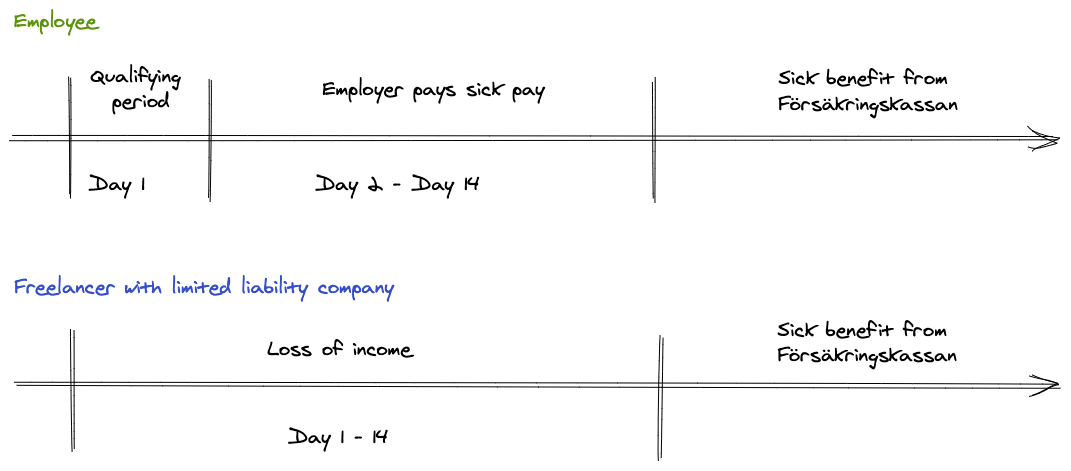 Employee
Qualifying
period
Employer pays sick pay
Sick benefit from
Försäkringskassan
Day 1
Day 2 - Day 14
Freelancer with limited liability company
Loss of income
Sick benefit from
Försäkringskassan
Day 1 - 14